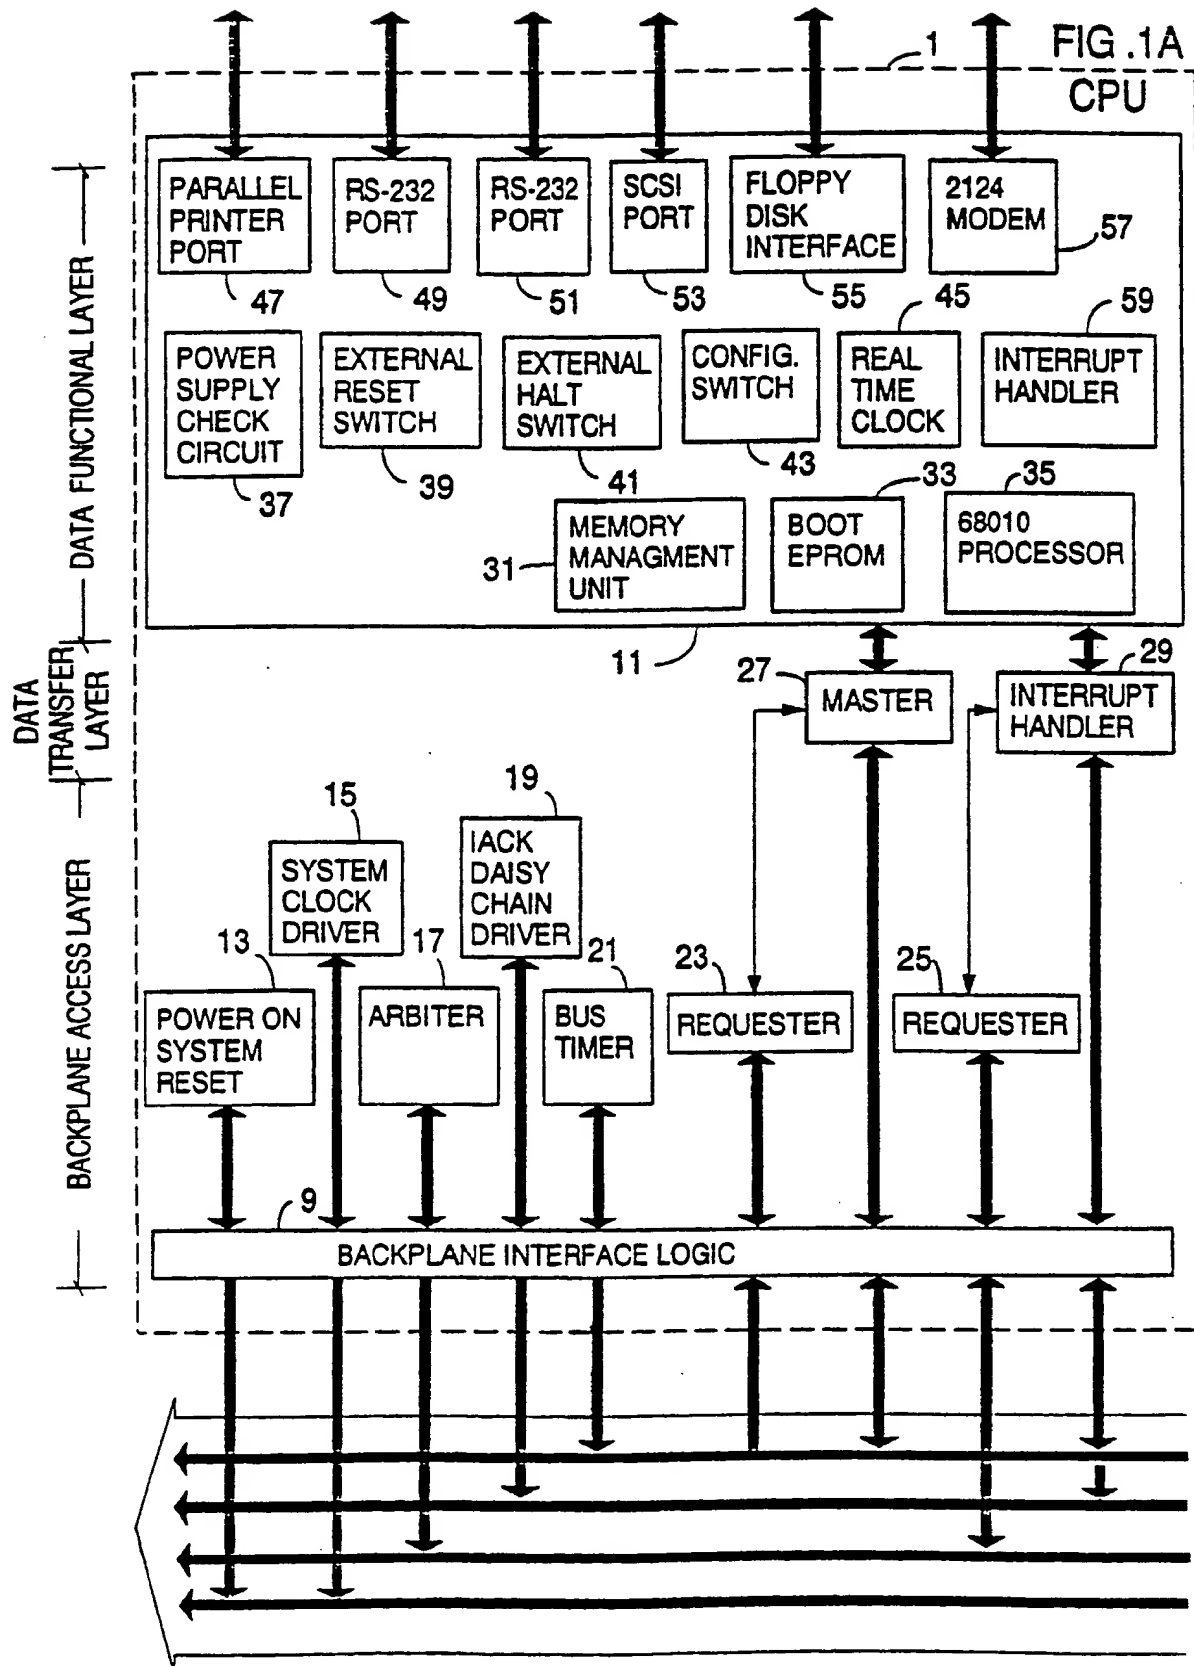 FIG.1A
1
CPU
PARALLEL
PRINTER
PORT
47
RS-232
PORT
49
RS-232
PORT
51
SCSI
PORT
53
FLOPPY
DISK
INTERFACE
55
2124
MODEM
57
POWER
SUPPLY
CHECK
CIRCUIT
37
EXTERNAL
RESET
SWITCH
39
EXTERNAL
HALT
SWITCH
41
CONFIG.
SWITCH
43
45
REAL
TIME
CLOCK
59
INTERRUPT
HANDLER
31
MEMORY
MANAGMENT
UNIT
33
BOOT
EPROM
35
68010
PROCESSOR
DATA FUNCTIONAL LAYER
11
DATA
TRANSFER
LAYER
27
MASTER
29
INTERRUPT
HANDLER
BACKPLANE ACCESS LAYER
13
POWER ON
SYSTEM
RESET
15
SYSTEM
CLOCK
DRIVER
17
ARBITER
19
IACK
DAISY
CHAIN
DRIVER
21
BUS
TIMER
23
REQUESTER
25
REQUESTER
9
BACKPLANE INTERFACE LOGIC